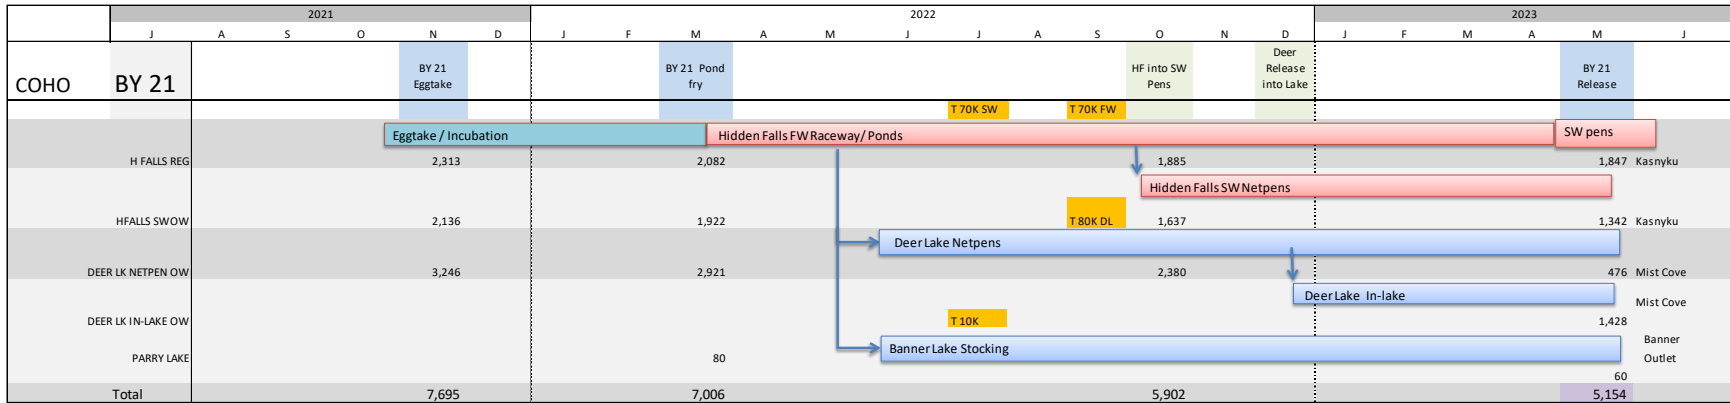 2021 2022 2023
J A S O N D J F M A M J J A S O N D J F M A M J
COHO BY 21
BY 21
Eggtake
BY 21 Pond
fry
HF into SW
Pens
Deer
Release
into Lake
BY 21
Release
T 70K SW T 70K FW
Eggtake / Incubation Hidden Falls FW Raceway/ Ponds SW pens
H FALLS REG 2,313 2,082 1,885 1,847 Kasnyku
Hidden Falls SW Netpens
HFALLS SWOW 2,136 1,922 T 80K DL 1,637 1,342 Kasnyku
Deer Lake Netpens
DEER LK NETPEN OW 3,246 2,921 2,380 476 Mist Cove
Deer Lake In-lake
Mist Cove
DEER LK IN-LAKE OW T 10K 1,428
Banner Lake Stocking
Banner
Outlet
PARRY LAKE 80
60
Total 7,695 7,006 5,902 5,154